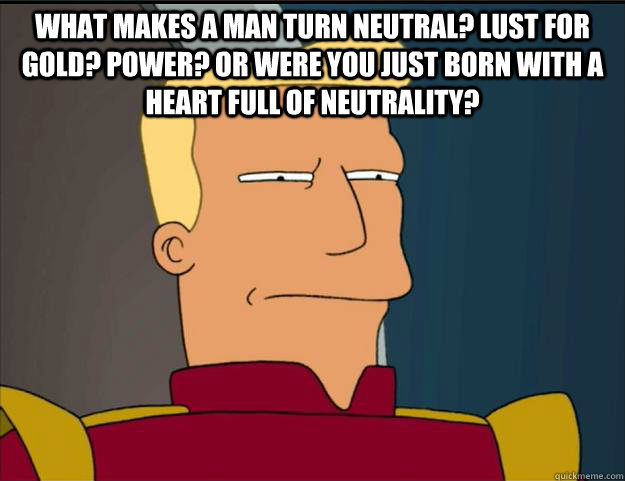 WHAT MAKES A MAN TURN NEUTRAL? LUST FOR
GOLD? POWER? OR WERE YOU JUST BORN WITH A
HEART FULL OF NEUTRALITY?
quickmeme.com